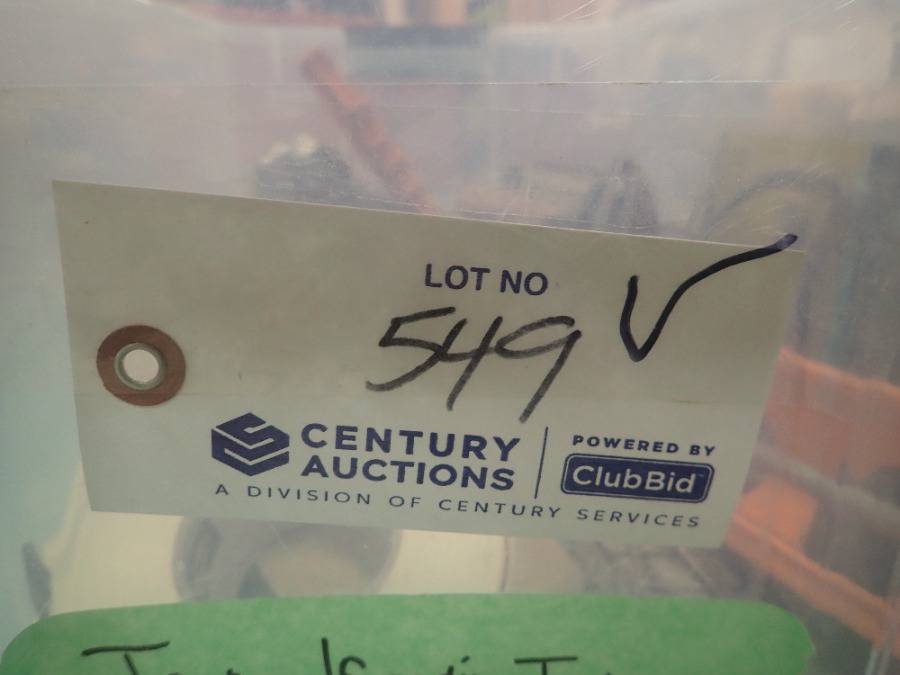 LOT NO
549 ✓
CENTURY
AUCTIONS
POWERED BY
ClubBid
A DIVISION OF CENTURY SERVICES